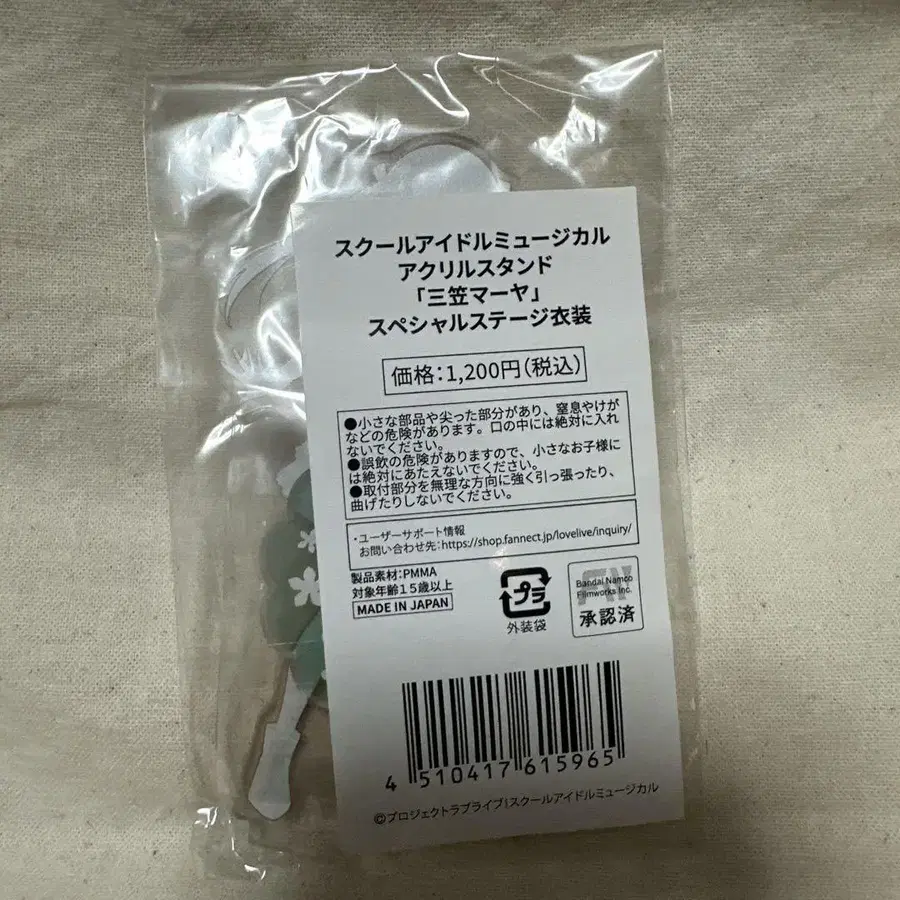 スクールアイドルミュージカル
アクリルスタンド
「三笠マーヤ」
スペシャルステージ衣装
価格：1,200円（税込）
●小さな部品や尖った部分があり、窒息やけが
などの危険があります。口の中には絶対に入れ
ないでください。
●誤飲の危険がありますので、小さなお子様に
は絶対にあたえないでください。
●取付部分を無理な方向に強く引っ張ったり、
曲げたりしないでください。
・ユーザーサポート情報
お問い合わせ先：https://shop.fannect.jp/lovelive/inquiry/
製品素材：PMMA
対象年齢１５歳以上
MADE IN JAPAN
プラ
外装袋
Bandai Namco
Filmworks Inc.
承認済
4 510417 615965
©プロジェクトラブライブ！スクールアイドルミュージカル